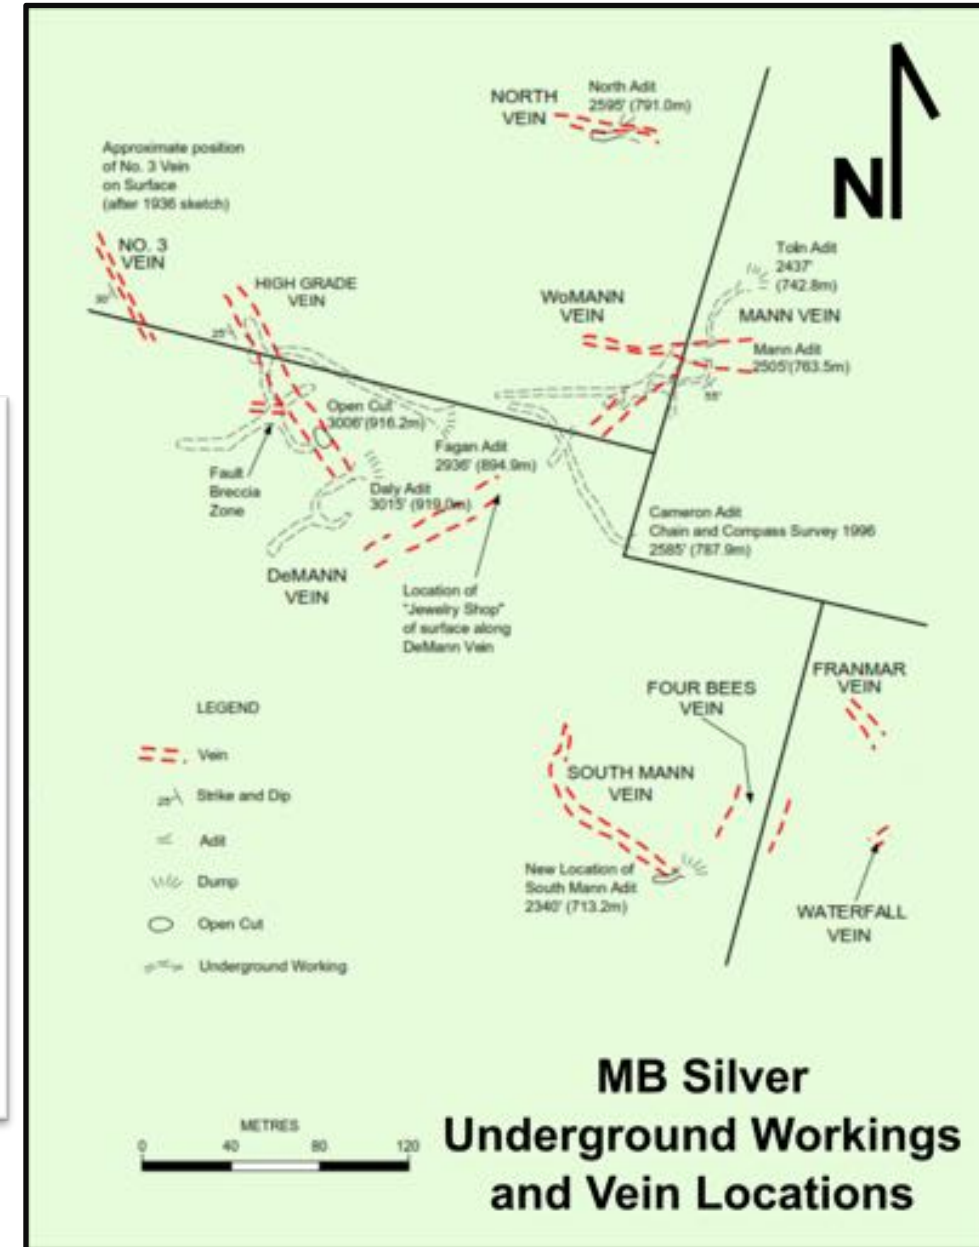 NORTH
VEIN
North Adit
2595' (791.0m)
N
Approximate position
of No. 3 Vein
on Surface
(after 1936 sketch)
NO. 3
VEIN
30°
HIGH GRADE
VEIN
25°
WoMANN
VEIN
Toln Adit
2437'
(742.8m)
MANN VEIN
Mann Adit
2505'(763.5m)
55°
Open Cut
3006'(916.2m)
Fagan Adit
2936' (894.9m)
Fault
Breccia
Zone
Daly Adit
3015' (919.0m)
DeMANN
VEIN
Location of
"Jewelry Shop"
of surface along
DeMann Vein
Cameron Adit
Chain and Compass Survey 1996
2585' (787.9m)
FRANMAR
VEIN
FOUR BEES
VEIN
SOUTH MANN
VEIN
New Location of
South Mann Adit
2340' (713.2m)
WATERFALL
VEIN
LEGEND
Vein
25° Strike and Dip
Adit
Dump
Open Cut
Underground Working
METRES
0 40 80 120
MB Silver
Underground Workings
and Vein Locations